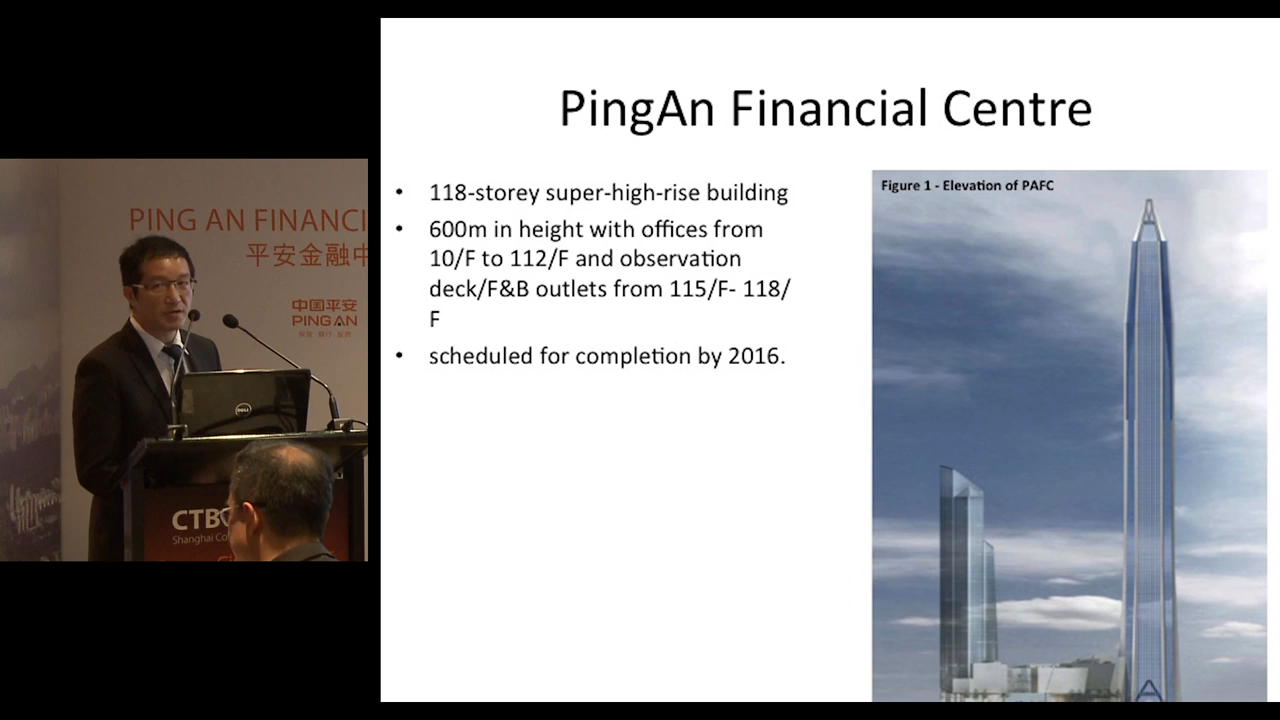 PingAn Financial Centre
• 118-storey super-high-rise building
• 600m in height with offices from
10/F to 112/F and observation
deck/F&B outlets from 115/F- 118/
F
• scheduled for completion by 2016.
Figure 1 - Elevation of PAFC
PING AN FINANCI
平安金融中
中国平安
PING AN
DELL
CTB
Shanghai Co